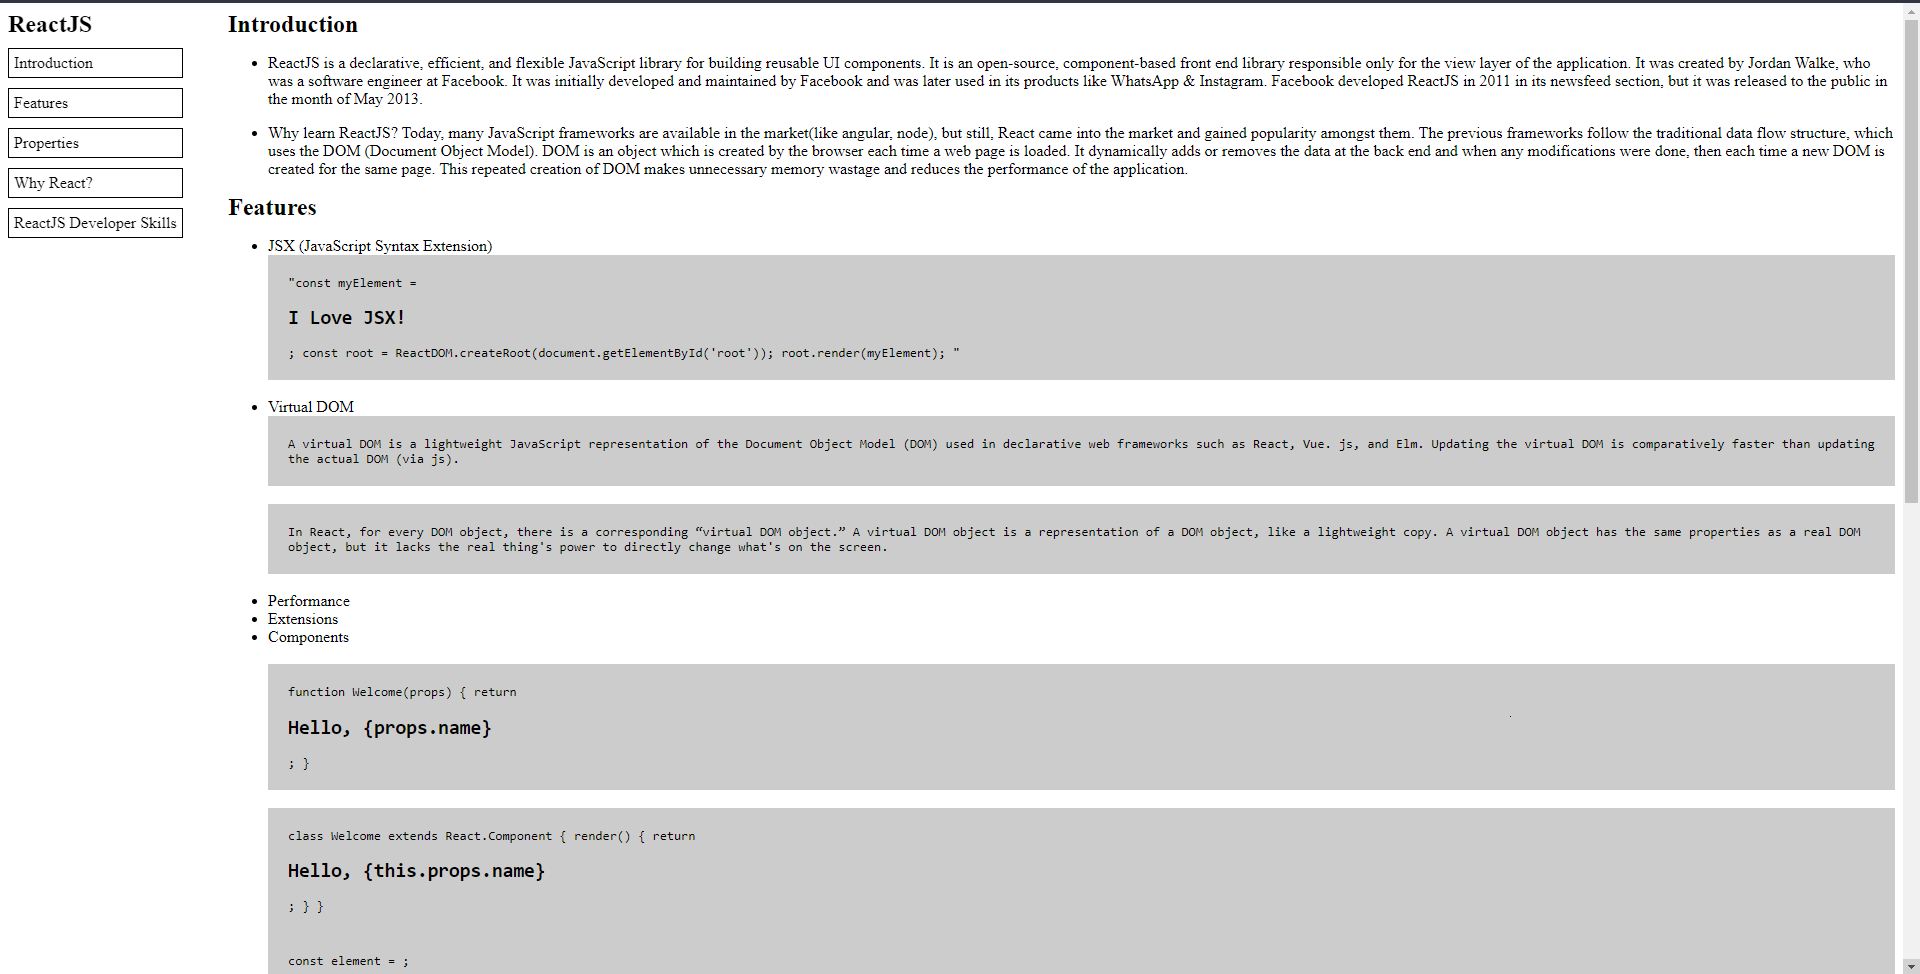 ReactJS
Introduction
Features
Properties
Why React?
ReactJS Developer Skills
Introduction
ReactJS is a declarative, efficient, and flexible JavaScript library for building reusable UI components. It is an open-source, component-based front end library responsible only for the view layer of the application. It was created by Jordan Walke, who
was a software engineer at Facebook. It was initially developed and maintained by Facebook and was later used in its products like WhatsApp & Instagram. Facebook developed ReactJS in 2011 in its newsfeed section, but it was released to the public in
the month of May 2013.
Why learn ReactJS? Today, many JavaScript frameworks are available in the market(like angular, node), but still, React came into the market and gained popularity amongst them. The previous frameworks follow the traditional data flow structure, which
uses the DOM (Document Object Model). DOM is an object which is created by the browser each time a web page is loaded. It dynamically adds or removes the data at the back end and when any modifications were done, then each time a new DOM is
created for the same page. This repeated creation of DOM makes unnecessary memory wastage and reduces the performance of the application.
Features
JSX (JavaScript Syntax Extension)
"const myElement =
I Love JSX!
; const root = ReactDOM.createRoot(document.getElementById('root')); root.render(myElement); "
Virtual DOM
A virtual DOM is a lightweight JavaScript representation of the Document Object Model (DOM) used in declarative web frameworks such as React, Vue. js, and Elm. Updating the virtual DOM is comparatively faster than updating
the actual DOM (via js).
In React, for every DOM object, there is a corresponding “virtual DOM object.” A virtual DOM object is a representation of a DOM object, like a lightweight copy. A virtual DOM object has the same properties as a real DOM
object, but it lacks the real thing's power to directly change what's on the screen.
Performance
Extensions
Components
function Welcome(props) { return
Hello, {props.name}
; }
class Welcome extends React.Component { render() { return
Hello, {this.props.name}
; } }
const element = ;